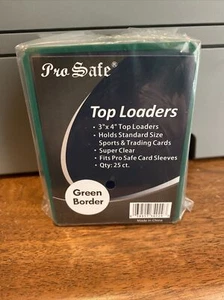 Pro Safe®
Top Loaders
• 3"x 4" Top Loaders
• Holds Standard Size
Sports & Trading Cards
• Super Clear
• Fits Pro Safe Card Sleeves
• Qty: 25 ct.
Green
Border
Made in China